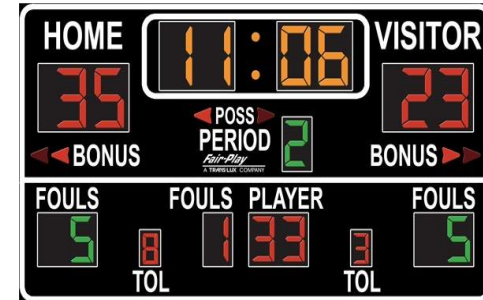 HOME 11:06 VISITOR
35 23
POSS
PERIOD 2
Fair-Play
A TRANS-LUX COMPANY
BONUS BONUS
FOULS FOULS PLAYER FOULS
5 8 1 33 3 5
TOL TOL